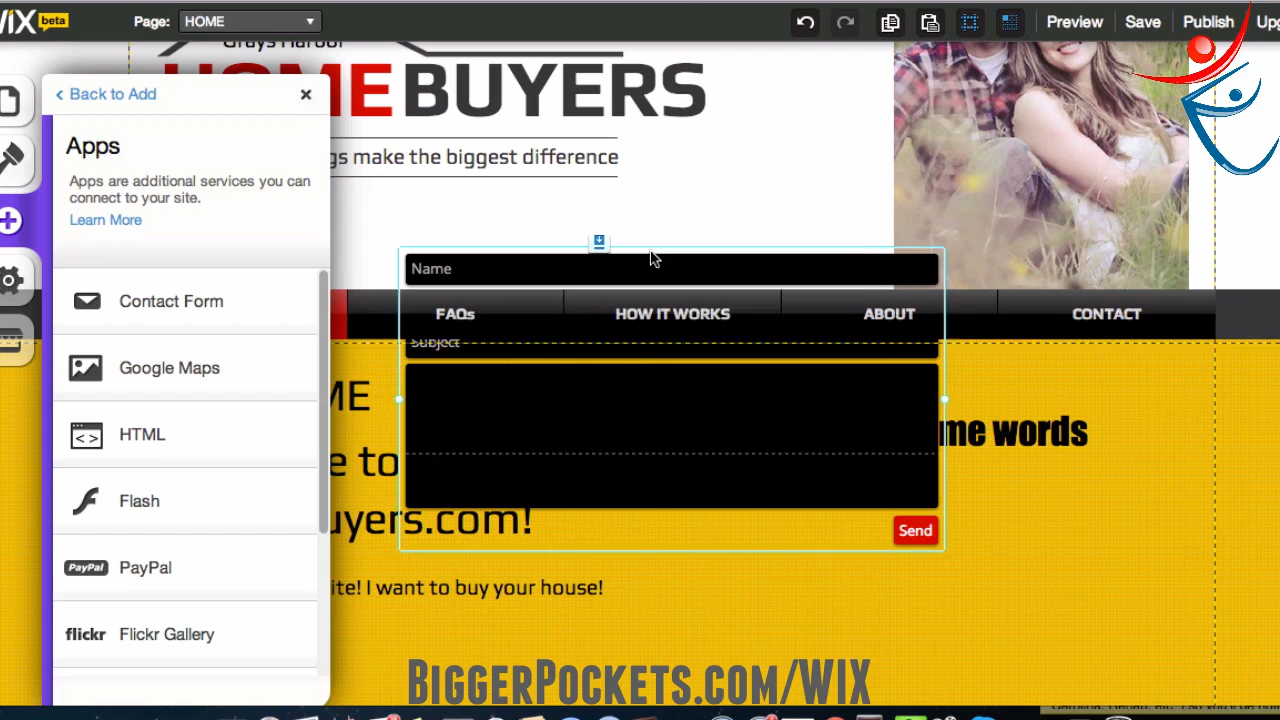 WIX beta
Page: HOME
Preview
Save
Publish
Upg
Grays Harbor
HOMEBUYERS
gs make the biggest difference
Back to Add
Apps
Apps are additional services you can
connect to your site.
Learn More
Contact Form
Google Maps
HTML
Flash
PayPal PayPal
flickr Flickr Gallery
Name
FAQs
HOW IT WORKS
ABOUT
CONTACT
Subject
ME
me words
e to
uyers.com!
Send
ite! I want to buy your house!
BIGGERPOCKETS.COM/WIX